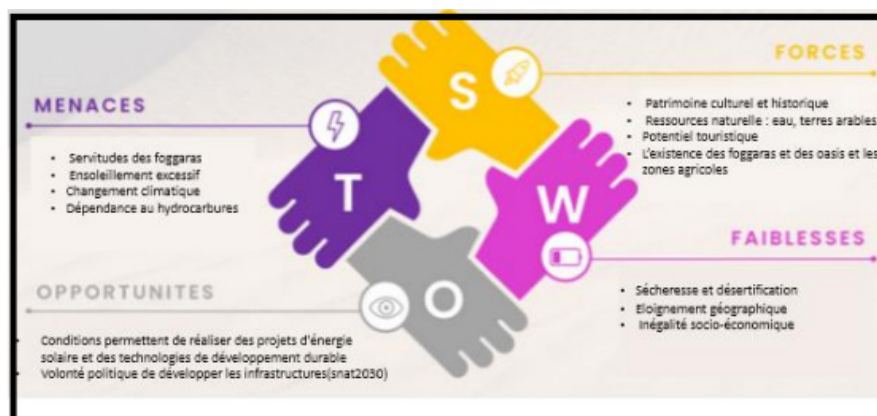 FORCES
S
• Patrimoine culturel et historique
• Ressources naturelle : eau, terres arables
• Potentiel touristique
• L'existence des foggaras et des oasis et les
zones agricoles
MENACES
T
• Servitudes des foggaras
• Ensoleillement excessif
• Changement climatique
• Dépendance au hydrocarbures
W
FAIBLESSES
• Sécheresse et désertification
• Eloignement géographique
• Inégalité socio-économique
OPPORTUNITES
O
• Conditions permettent de réaliser des projets d'énergie
solaire et des technologies de développement durable
• Volonté politique de développer les infrastructures(snat2030)